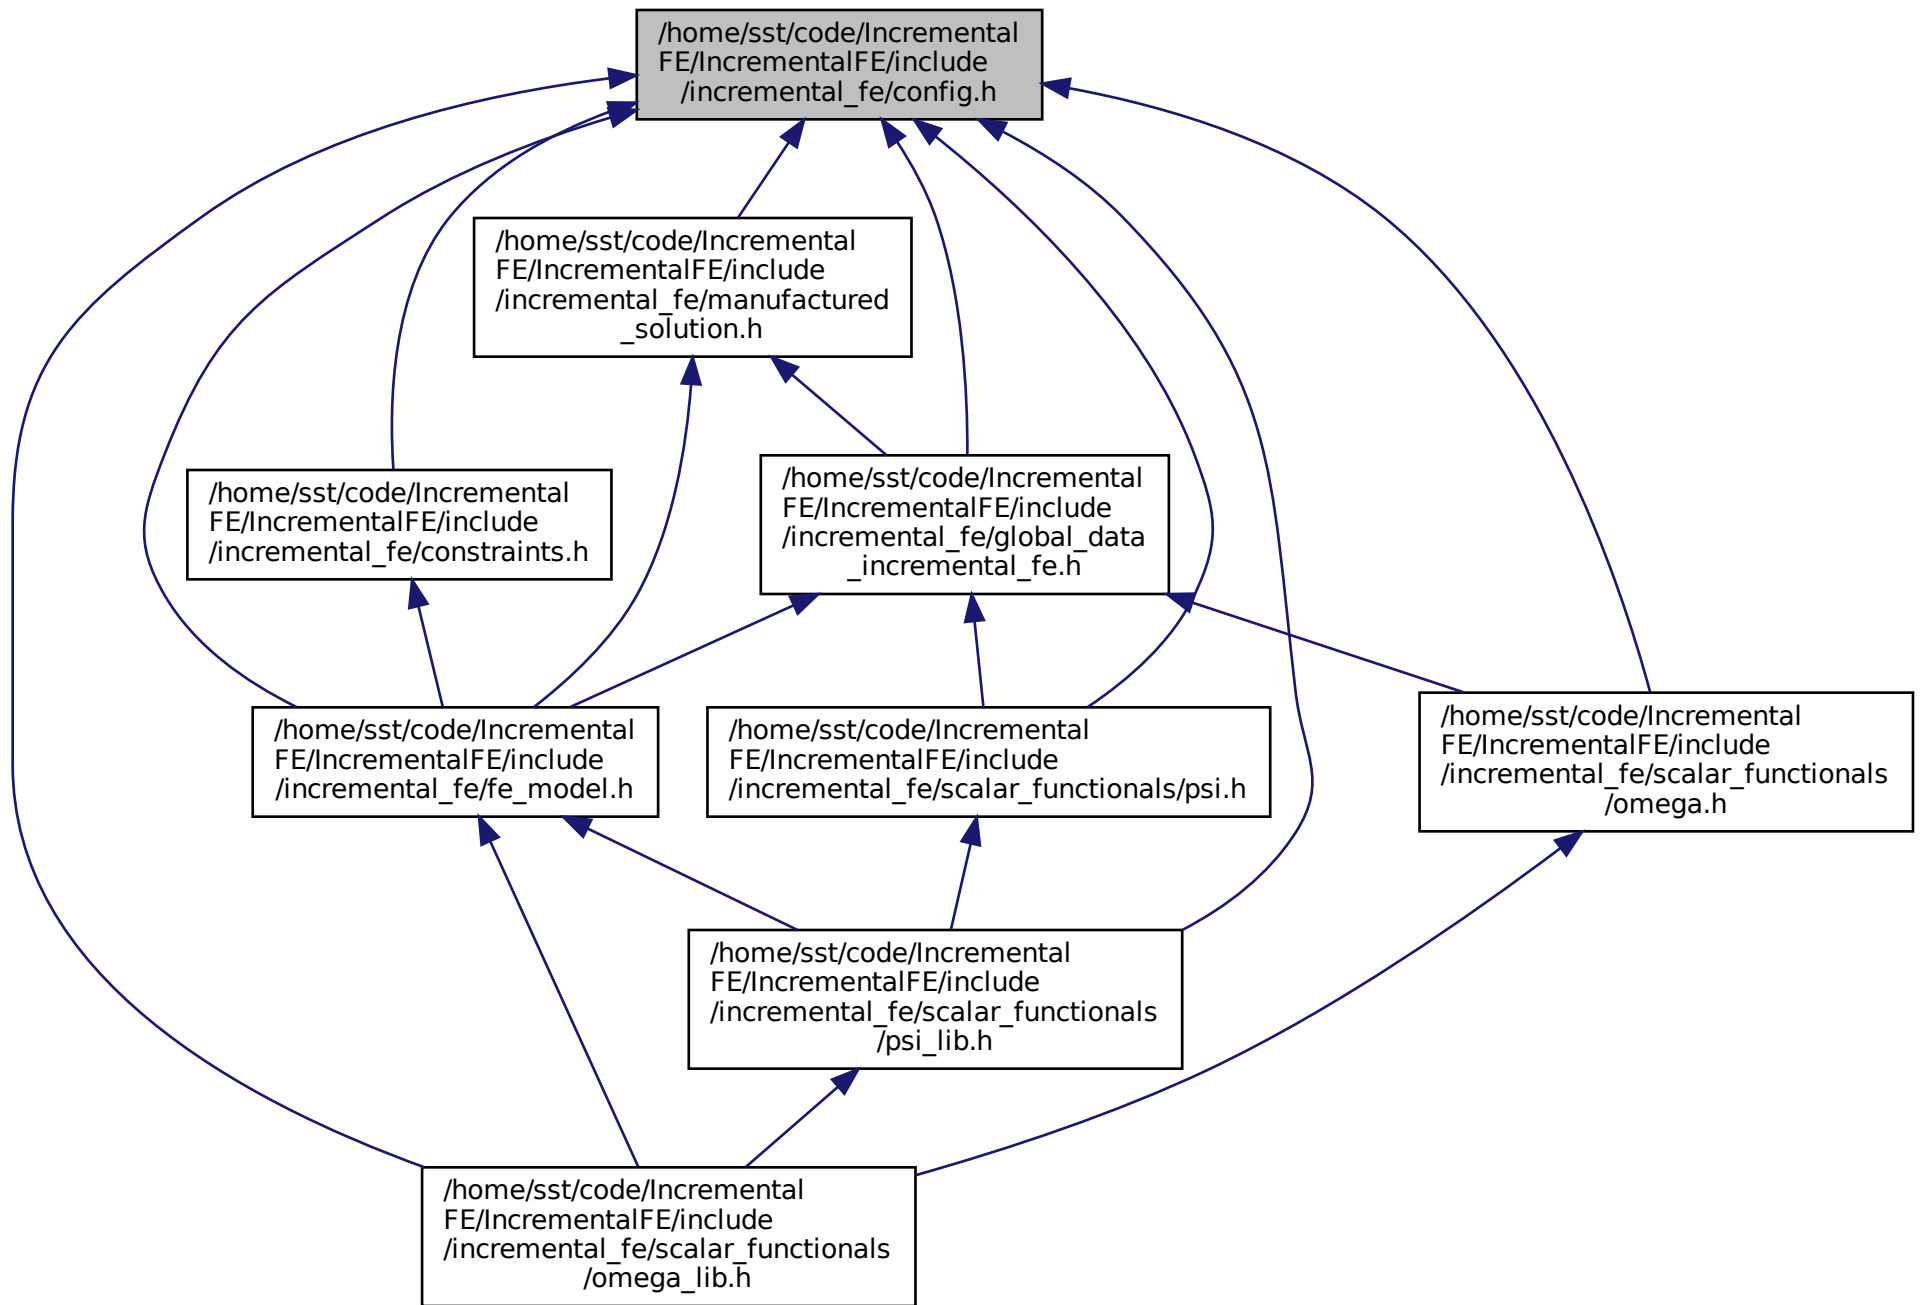 /home/sst/code/Incremental
FE/IncrementalFE/include
/incremental_fe/config.h
/home/sst/code/Incremental
FE/IncrementalFE/include
/incremental_fe/manufactured
_solution.h
/home/sst/code/Incremental
FE/IncrementalFE/include
/incremental_fe/constraints.h
/home/sst/code/Incremental
FE/IncrementalFE/include
/incremental_fe/global_data
_incremental_fe.h
/home/sst/code/Incremental
FE/IncrementalFE/include
/incremental_fe/fe_model.h
/home/sst/code/Incremental
FE/IncrementalFE/include
/incremental_fe/scalar_functionals/psi.h
/home/sst/code/Incremental
FE/IncrementalFE/include
/incremental_fe/scalar_functionals
/omega.h
/home/sst/code/Incremental
FE/IncrementalFE/include
/incremental_fe/scalar_functionals
/psi_lib.h
/home/sst/code/Incremental
FE/IncrementalFE/include
/incremental_fe/scalar_functionals
/omega_lib.h